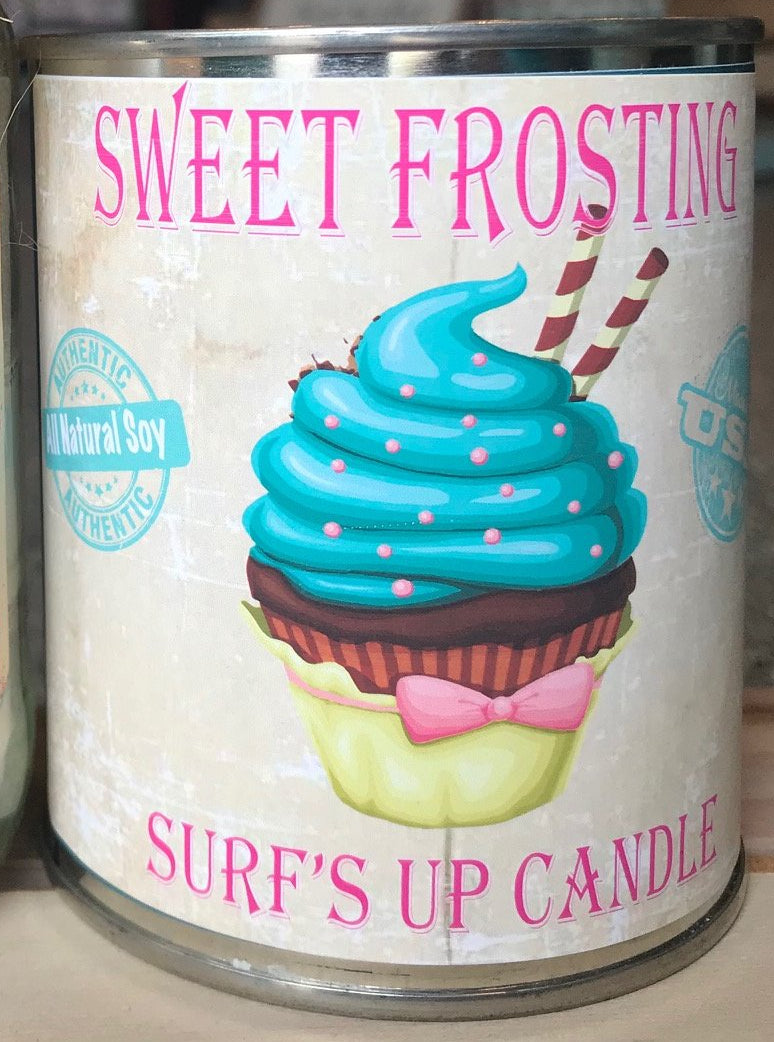 SWEET FROSTING
AUTHENTIC
All Natural Soy
AUTHENTIC
SURF'S UP CANDLE